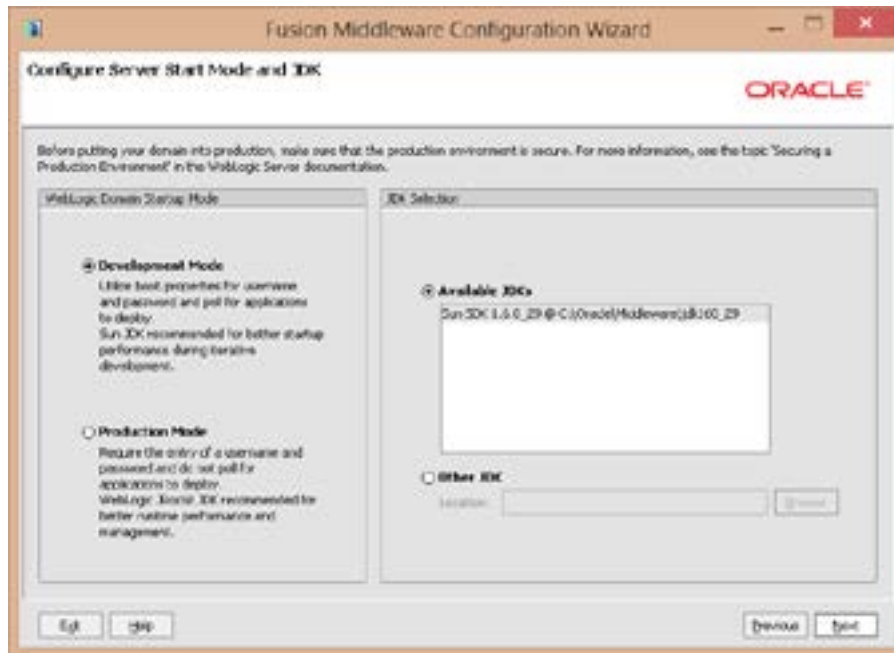 Fusion Middleware Configuration Wizard
Configure Server Start Mode and JDK
ORACLE
Before putting your domain into production, make sure that the production environment is secure. For more information, see the topic 'Securing a
Production Environment' in the WebLogic Server documentation.
WebLogic Domain Startup Mode
Development Mode
Utilize boot.properties for username
and password and poll for applications
to deploy.
Sun JDK recommended for better startup
performance during iterative
development.
Production Mode
Require the entry of a username and
password and do not poll for
applications to deploy.
WebLogic Jrockit JDK recommended for
better runtime performance and
management.
JDK Selection
Available JDKs
Sun SDK 1.6.0_29 @ C:\Oracle\Middleware\jdk160_29
Other JDK
Location:
Browse
Exit
Help
Previous
Next